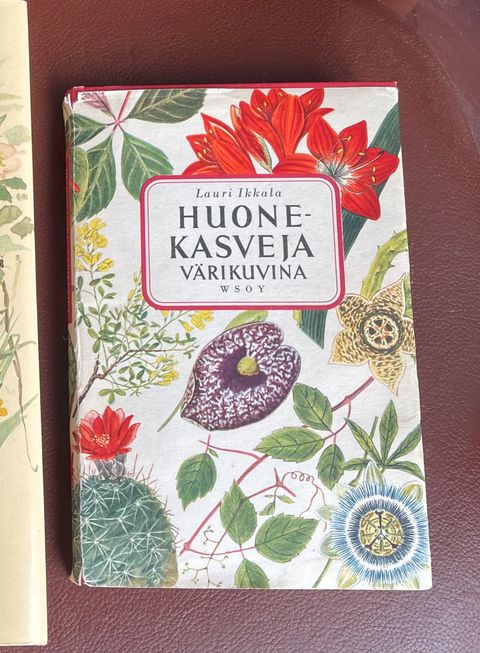 Lauri Ikkala
HUONE-
KASVEJA
VÄRIKUVINA
WSOY